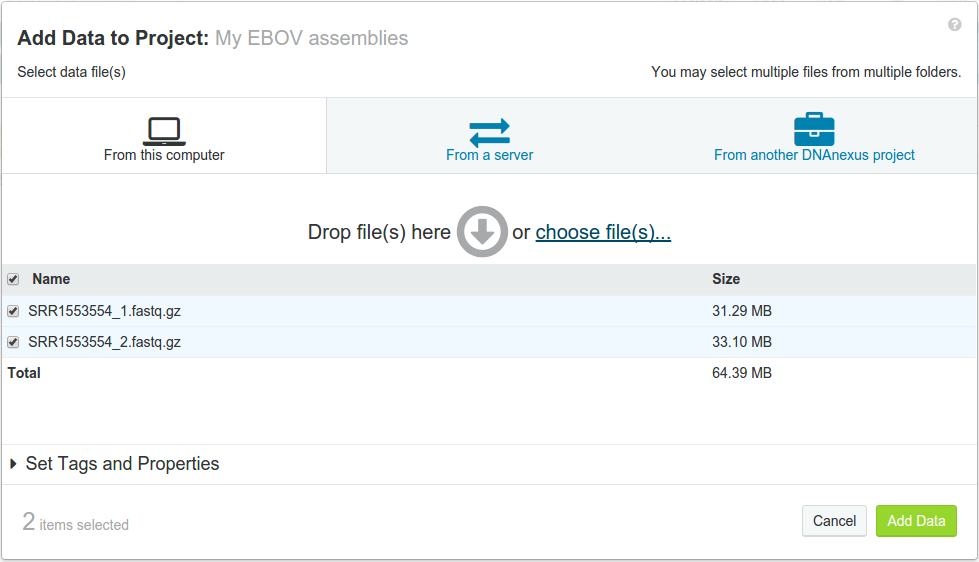 Add Data to Project: My EBOV assemblies
?
Select data file(s)
You may select multiple files from multiple folders.
From this computer
From a server
From another DNAnexus project
Drop file(s) here or choose file(s)...
Name Size
SRR1553554_1.fastq.gz 31.29 MB
SRR1553554_2.fastq.gz 33.10 MB
Total 64.39 MB
Set Tags and Properties
2 items selected
Cancel
Add Data